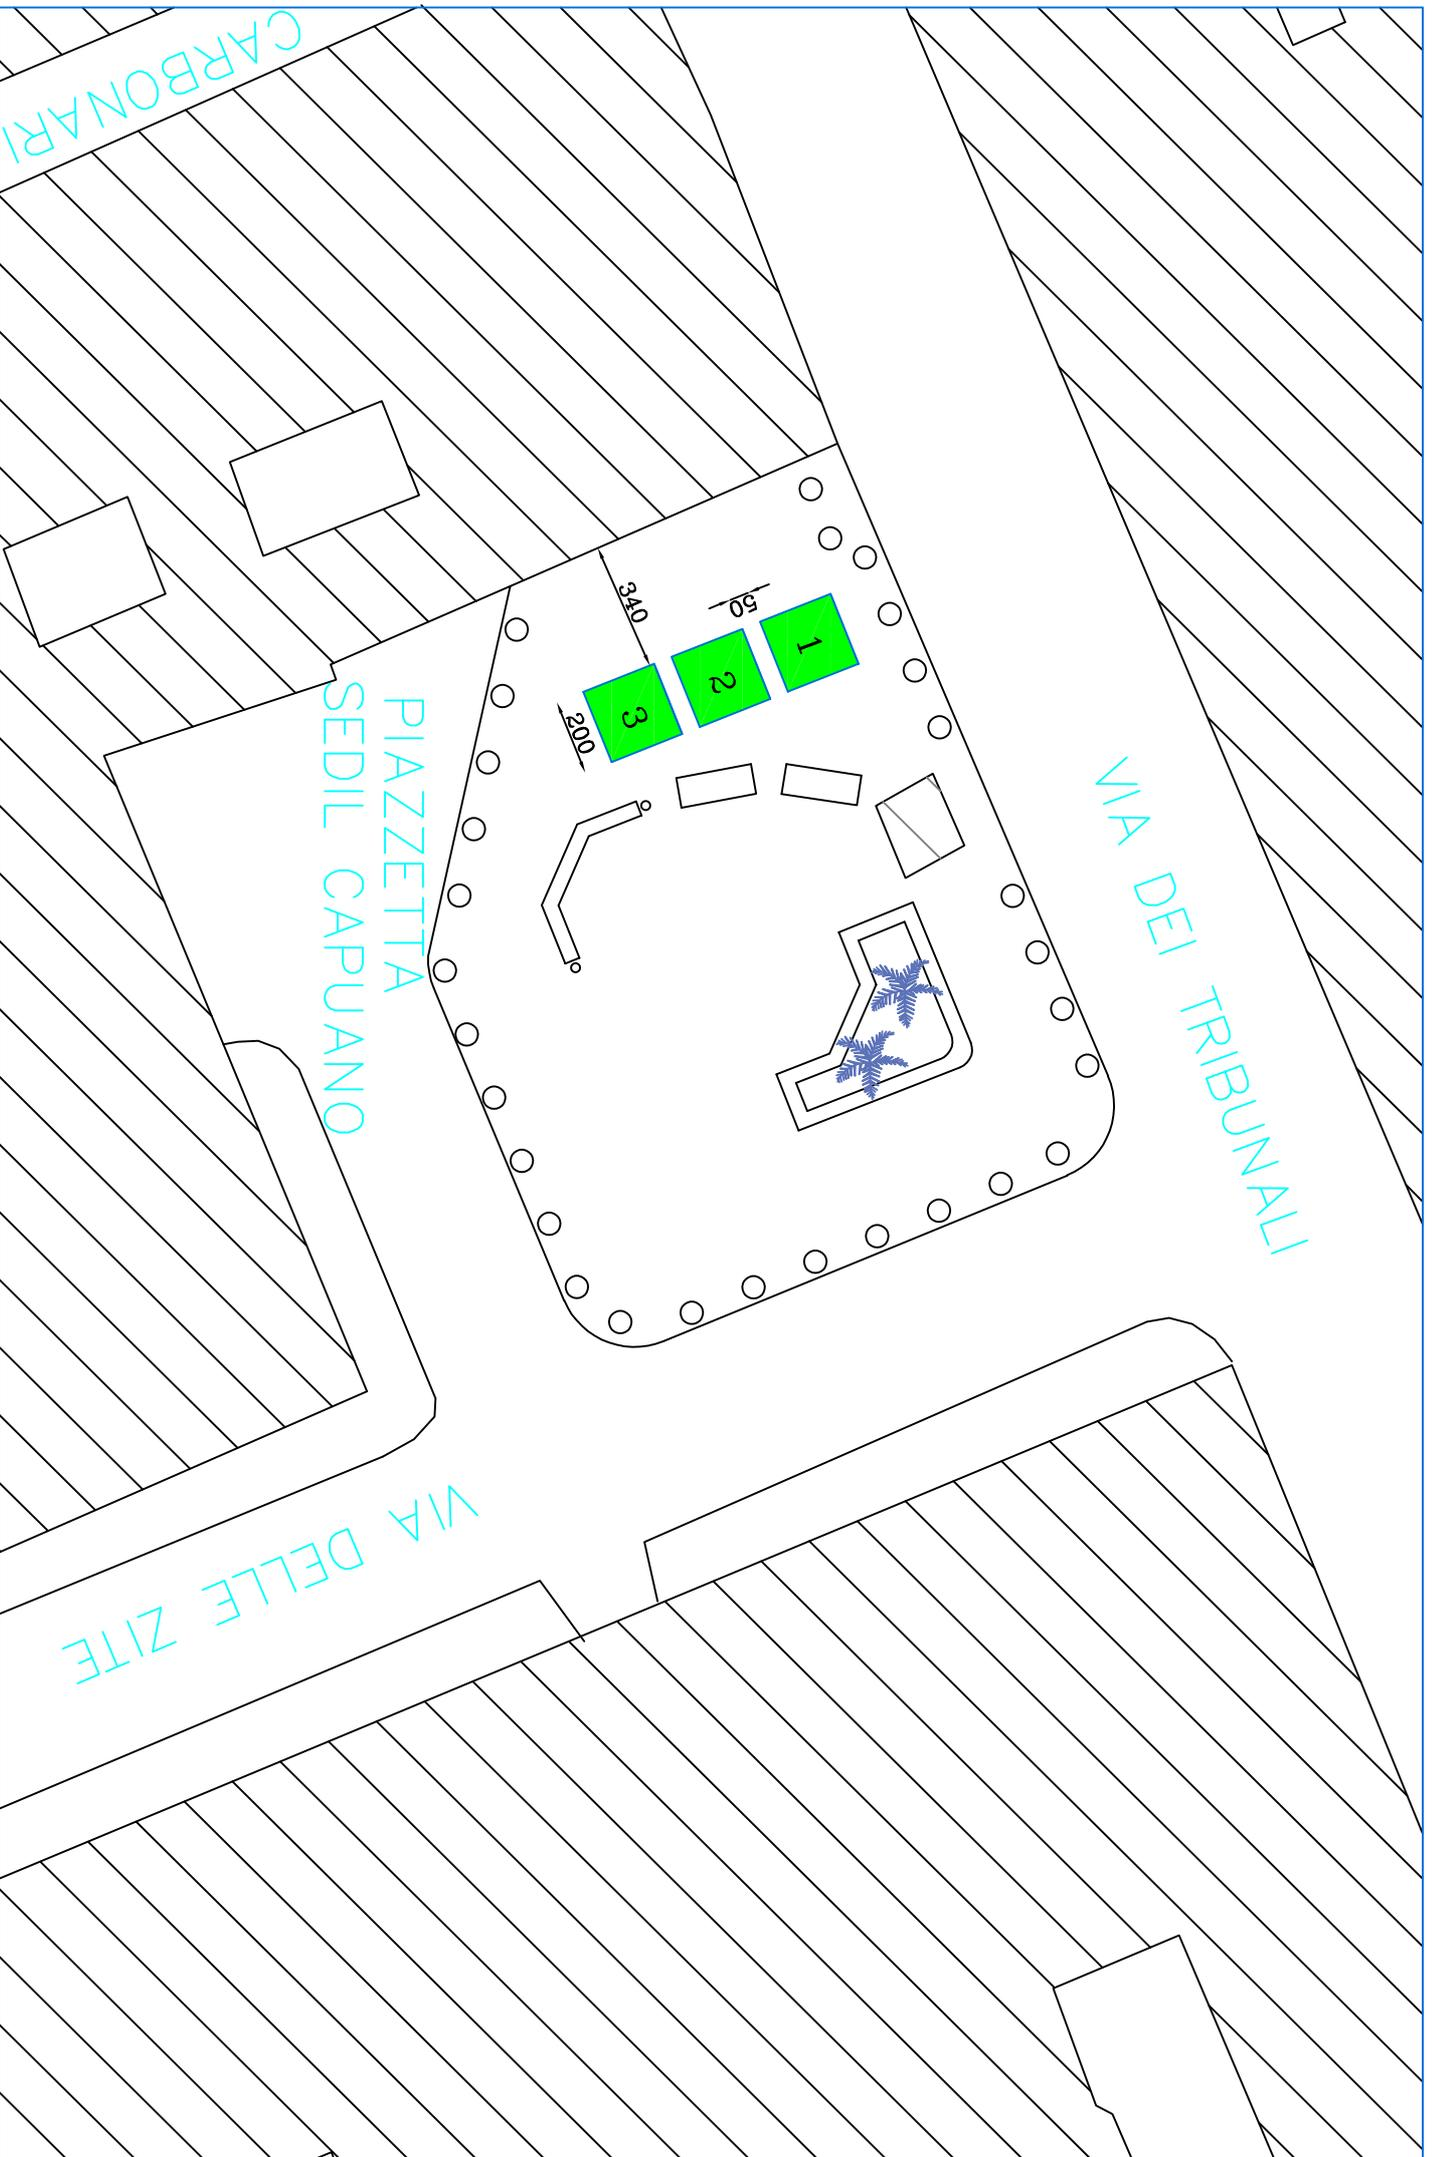 CARBONARI
340
50
1
2
3
200
PIAZZETTA
SEDIL CAPUANO
VIA DEI TRIBUNALI
VIA DELLE ZITE